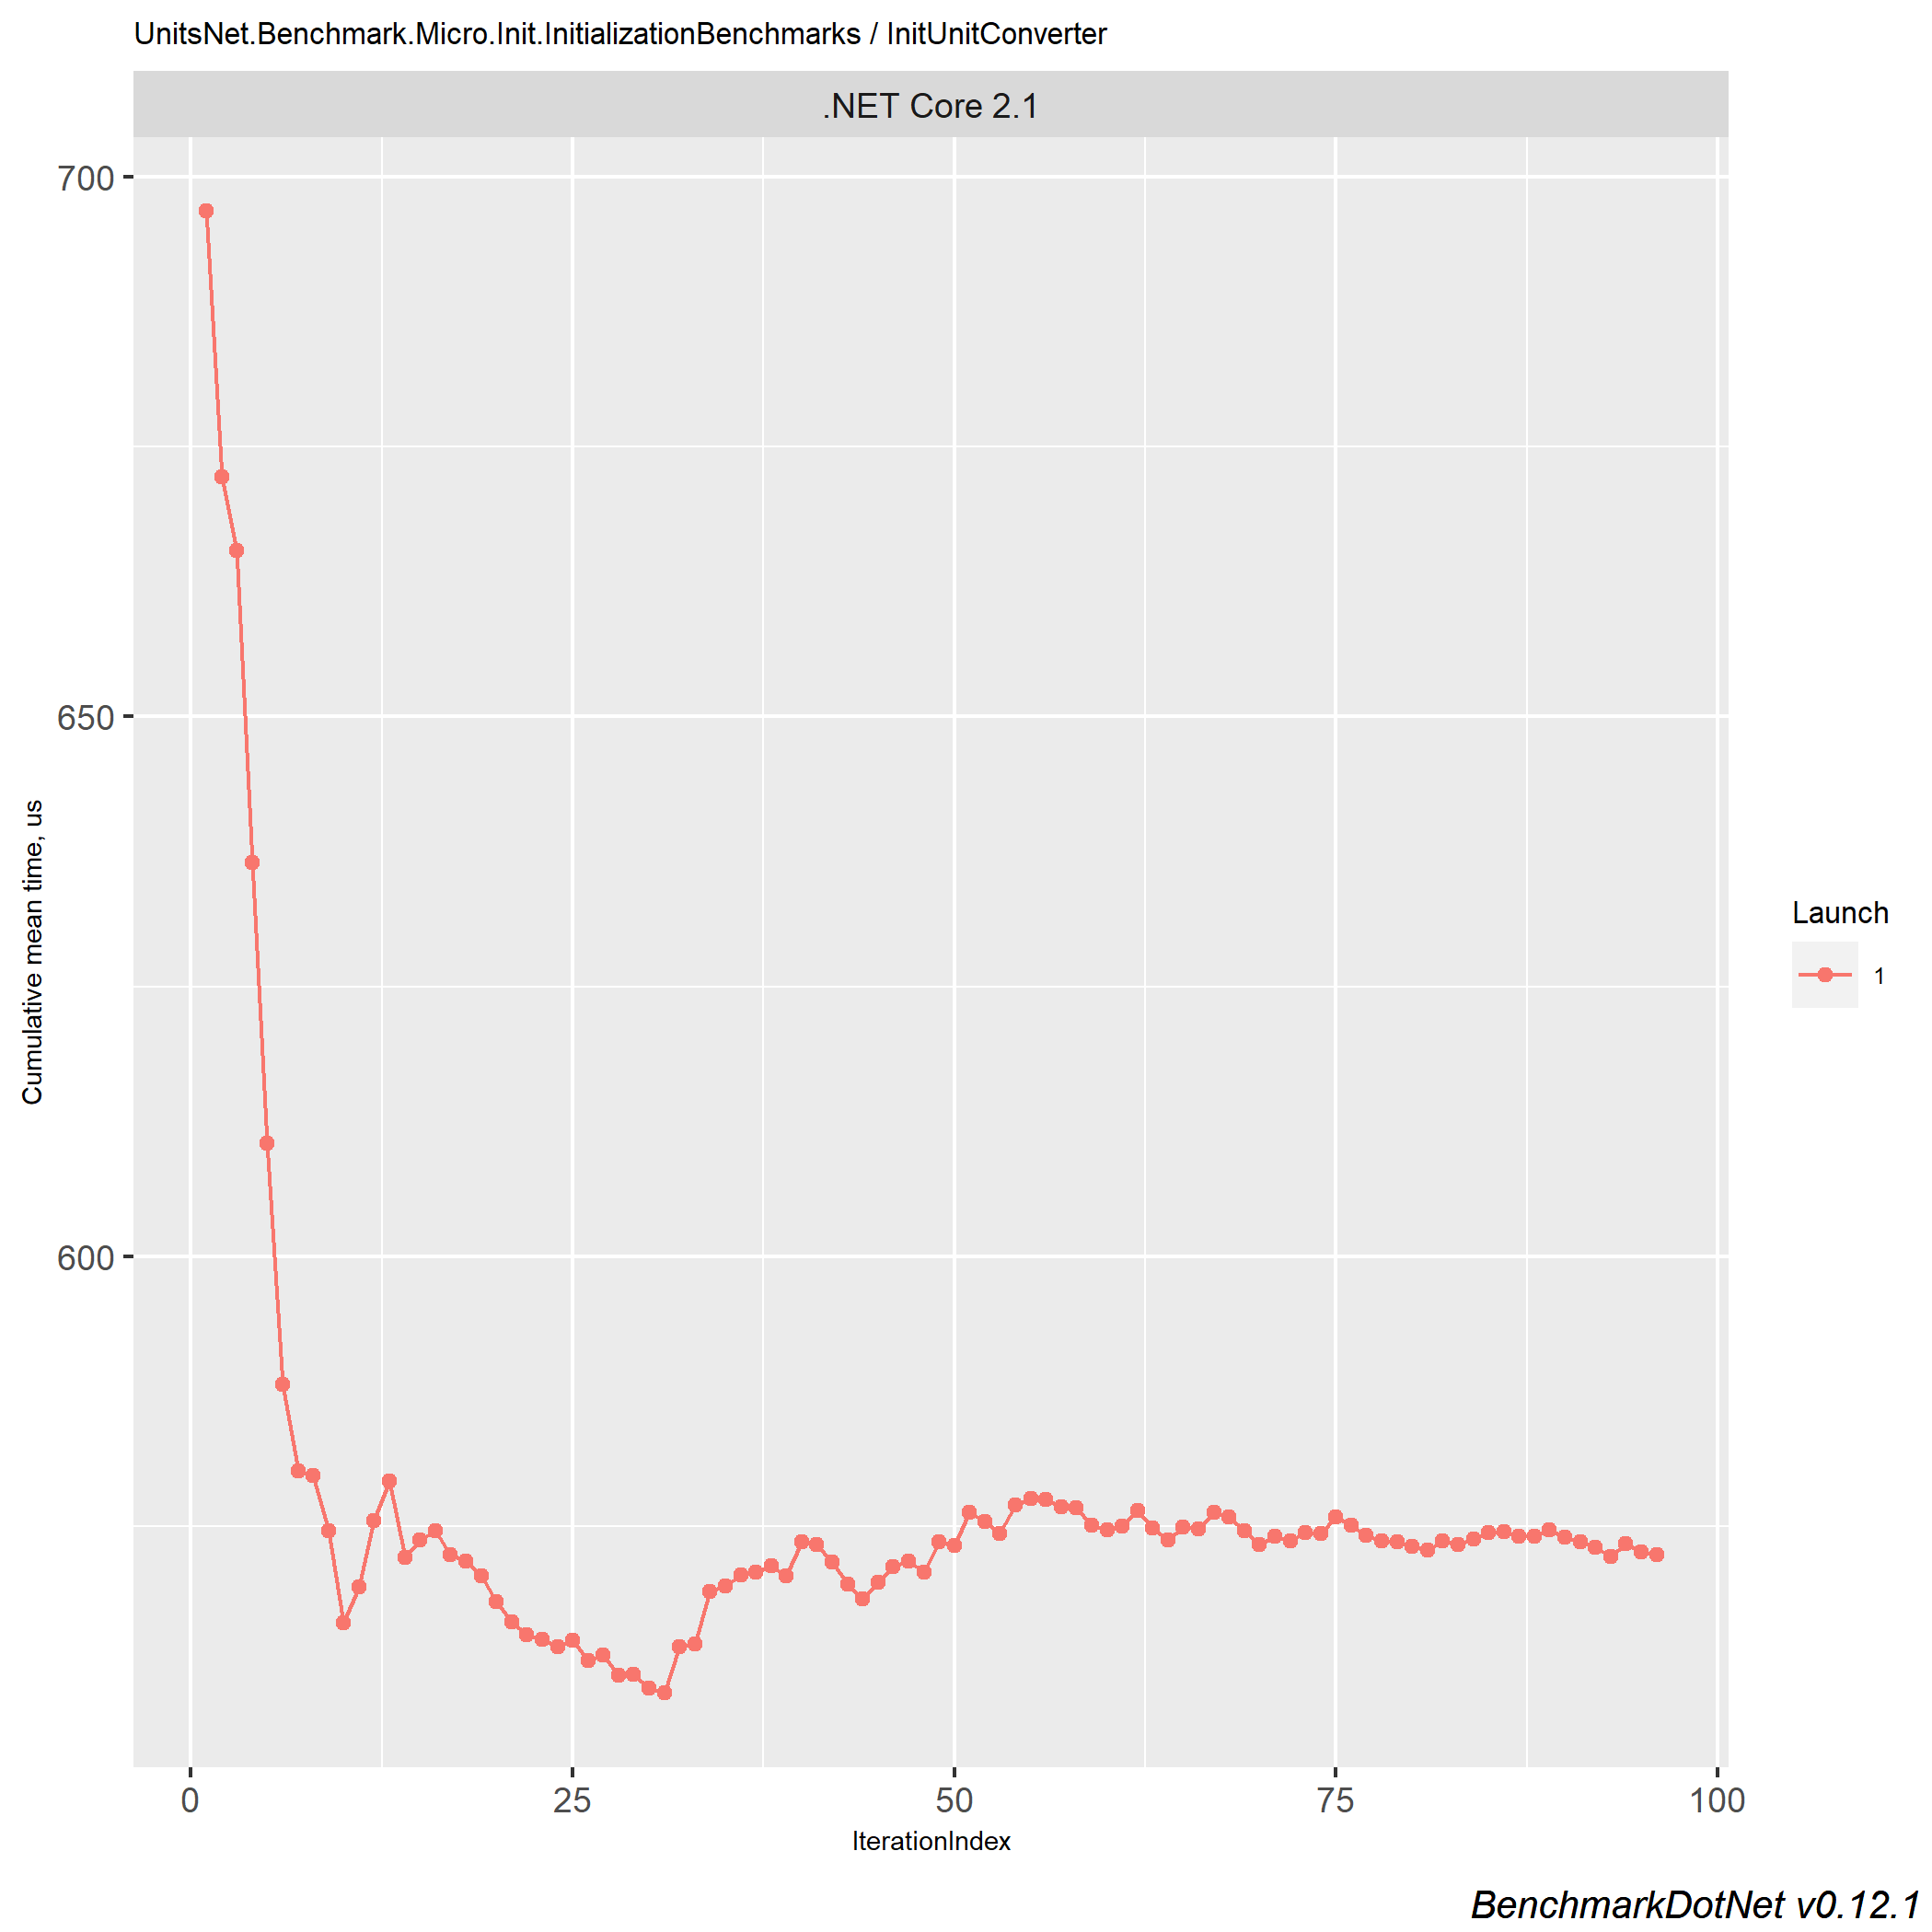 UnitsNet.Benchmark.Micro.Init.InitializationBenchmarks / InitUnitConverter
.NET Core 2.1
700
650
600
Cumulative mean time, us
0 25 50 75 100
IterationIndex
Launch
1
BenchmarkDotNet v0.12.1